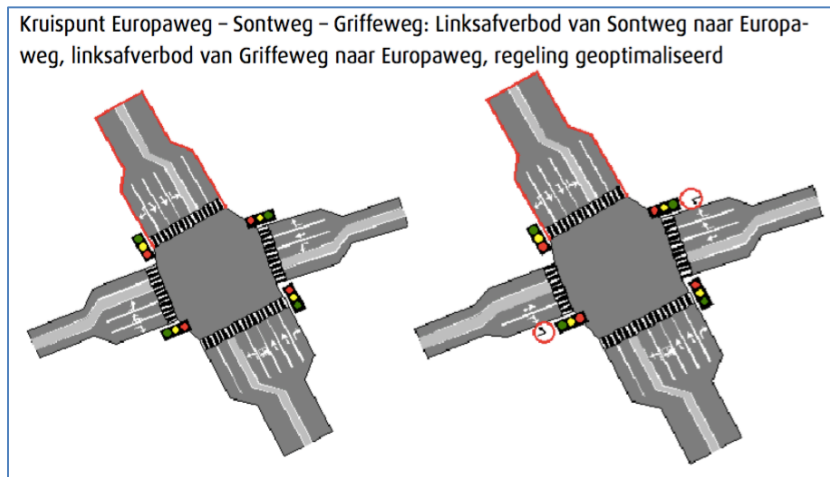 Kruispunt Europaweg – Sontweg – Griffeweg: Linksafverbod van Sontweg naar Europa-
weg, linksafverbod van Griffeweg naar Europaweg, regeling geoptimaliseerd